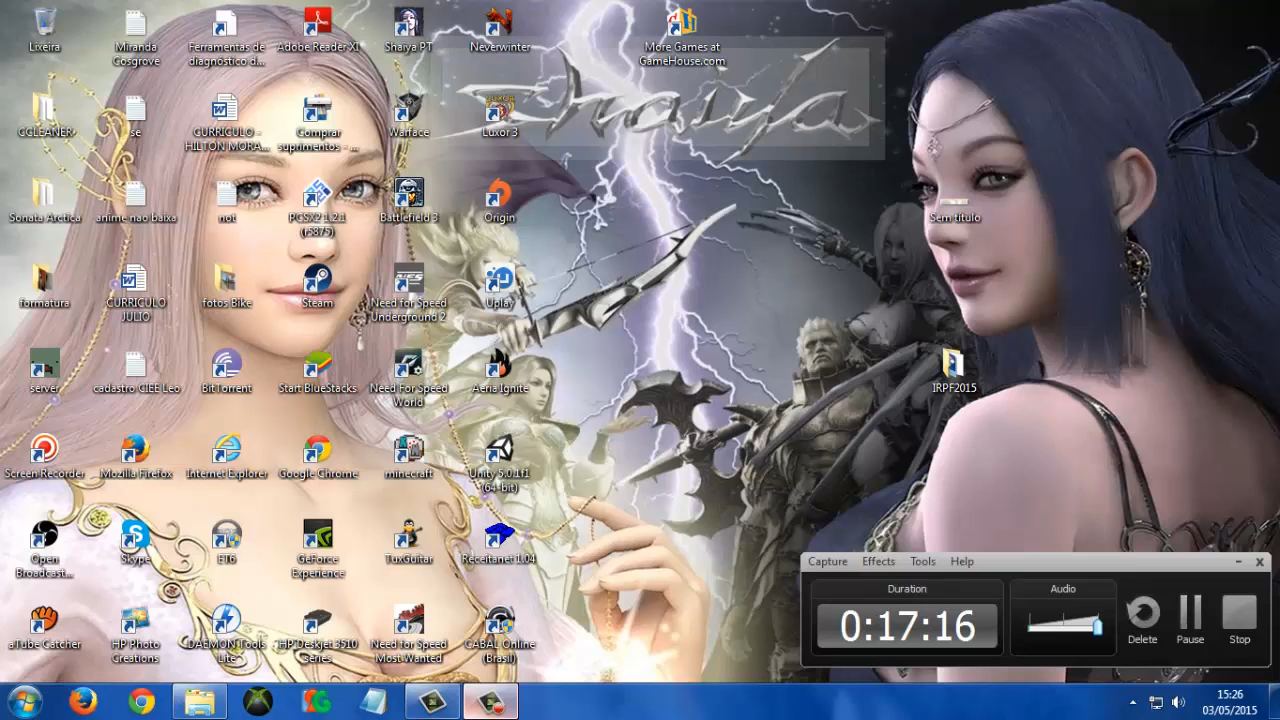 Lixeira
Miranda
Cosgrove
Ferramentas de
diagnostico d...
Adobe Reader XI
Shaiya PT
Neverwinter
More Games at
GameHouse.com
Shaiya
CCLEANER
se
CURRICULO -
HILTON MORA...
Comprar
suprimentos - ...
Warface
Luxor 3
Sonata Arctica
anime nao baixa
not
PCSX2 1.2.1
(r5875)
Battlefield 3
Origin
Sem título
formatura
CURRICULO
JULIO
fotos Bike
Steam
Need for Speed
Underground 2
Uplay
server
cadastro CIEE Leo
BitTorrent
Start BlueStacks
Need For Speed
World
Aeria Ignite
IRPF2015
Screen Recorder
Mozilla Firefox
Internet Explorer
Google Chrome
minecraft
Unity 5.0.1f1
(64-bit)
Open
Broadcast...
Skype
ET6
GeForce
Experience
TuxGuitar
Receitanet 1.04
aTube Catcher
HP Photo
Creations
DAEMON Tools
Lite
HP Deskjet 3510
series
Need for Speed
Most Wanted
CABAL Online
(Brasil)
Capture Effects Tools Help
Duration
0:17:16
Audio
Delete
Pause
Stop
15:26
03/05/2015